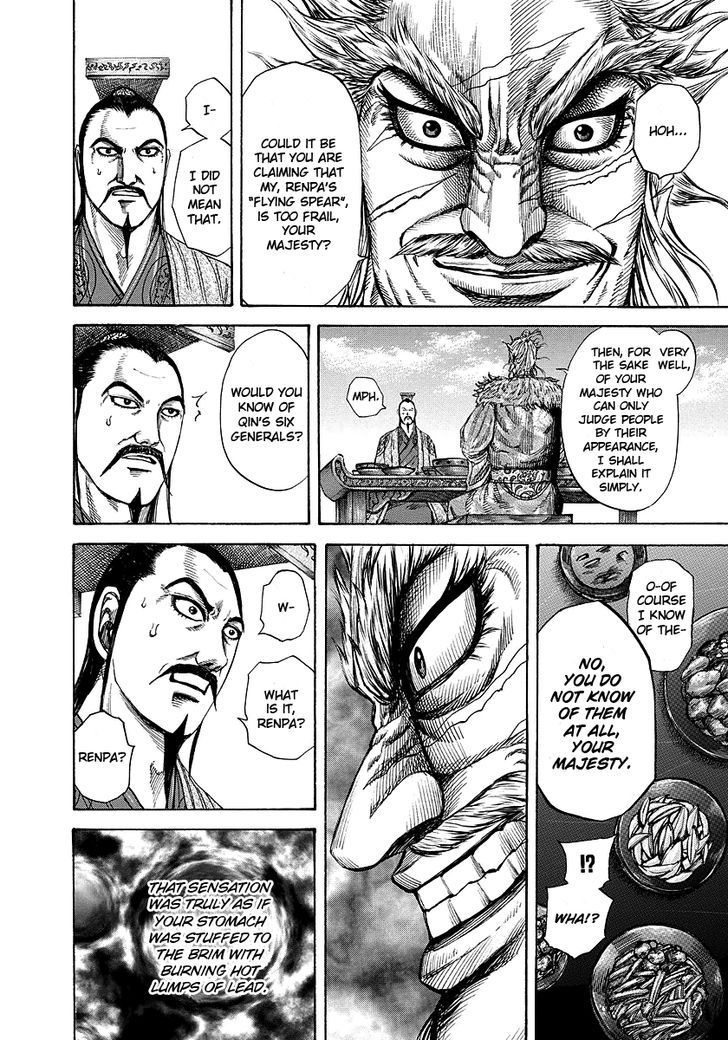 HOH...
COULD IT BE
THAT YOU ARE
CLAIMING THAT
MY, RENPA'S
"FLYING SPEAR",
IS TOO FRAIL,
YOUR
MAJESTY?
I-
I DID
NOT
MEAN
THAT.
THEN, FOR VERY
THE SAKE WELL,
OF YOUR
MAJESTY WHO
CAN ONLY
JUDGE PEOPLE
BY THEIR
APPEARANCE,
I SHALL
EXPLAIN IT
SIMPLY.
MPH.
WOULD YOU
KNOW OF
QIN'S SIX
GENERALS?
O-OF
COURSE
I KNOW
OF THE-
NO,
YOU DO
NOT KNOW
OF THEM
AT ALL,
YOUR
MAJESTY.
!?
WHA!?
W-
WHAT
IS IT,
RENPA?
RENPA?
THAT SENSATION
WAS TRULY AS IF
YOUR STOMACH
WAS STUFFED TO
THE BRIM WITH
BURNING HOT
LUMPS OF LEAD.